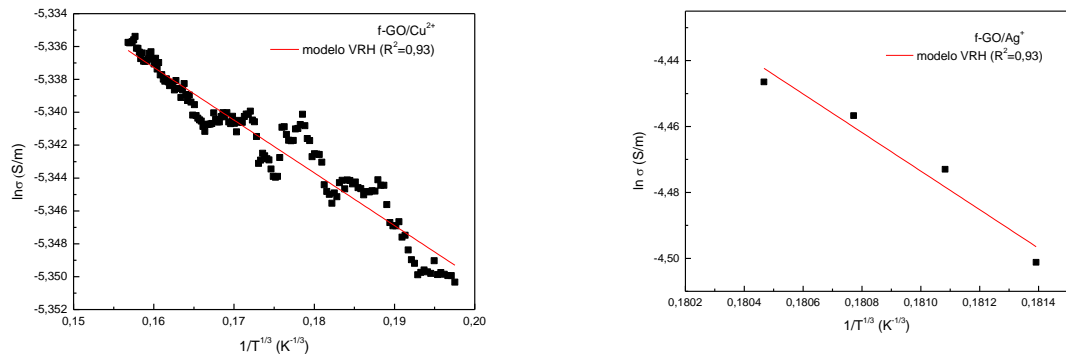 f-GO/Cu²⁺
modelo VRH (R²=0,93)
-5,334
-5,336
-5,338
-5,340
-5,342
-5,344
-5,346
-5,348
-5,350
-5,352
lnσ (S/m)
0,15 0,16 0,17 0,18 0,19 0,20
1/T^1/3 (K^-1/3)
f-GO/Ag⁺
modelo VRH (R²=0,93)
-4,44
-4,46
-4,48
-4,50
ln σ (S/m)
0,1802 0,1804 0,1806 0,1808 0,1810 0,1812 0,1814
1/T^1/3 (K^-1/3)